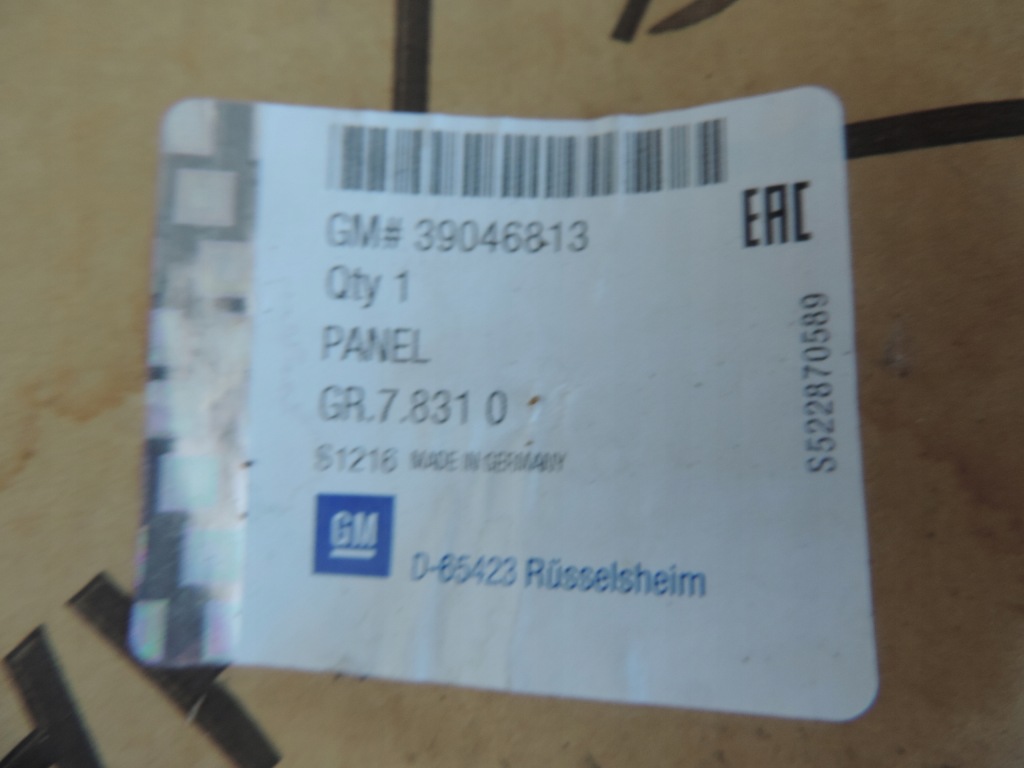 GM# 39046813
EAC
Qty 1
PANEL
GR.7.831 0
S1216 MADE IN GERMANY
S522870589
GM
D-65423 Rüsselsheim